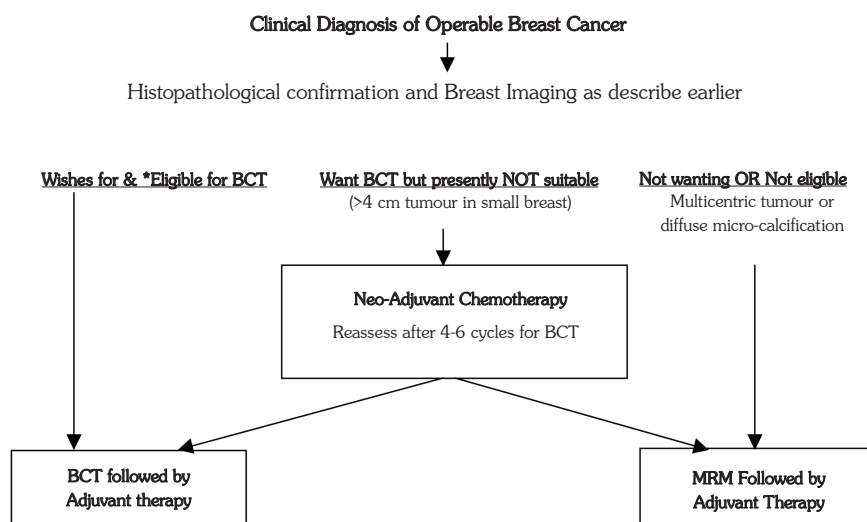 Clinical Diagnosis of Operable Breast Cancer
Histopathological confirmation and Breast Imaging as describe earlier
Wishes for & *Eligible for BCT
Want BCT but presently NOT suitable
(>4 cm tumour in small breast)
Not wanting OR Not eligible
Multicentric tumour or
diffuse micro-calcification
Neo-Adjuvant Chemotherapy
Reassess after 4-6 cycles for BCT
BCT followed by
Adjuvant therapy
MRM Followed by
Adjuvant Therapy